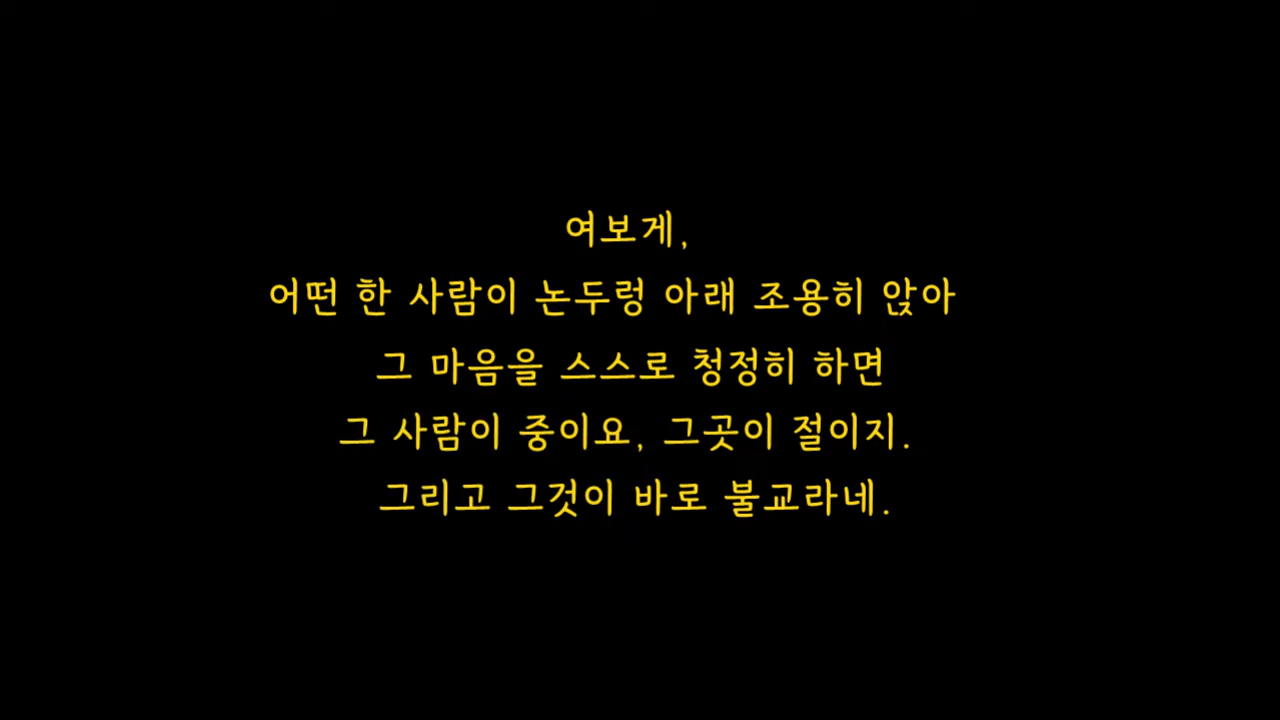 여보게,
어떤 한 사람이 논두렁 아래 조용히 앉아
그 마음을 스스로 청정히 하면
그 사람이 중이요, 그곳이 절이지.
그리고 그것이 바로 불교라네.